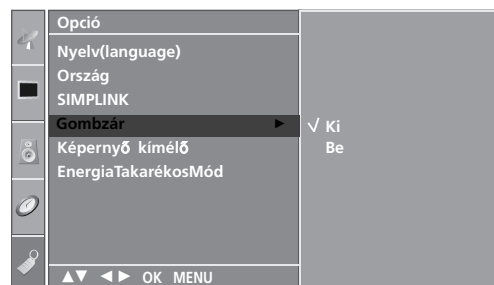 Opció
Nyelv(language)
Ország
SIMPLINK
Gombzár ►
√ Ki
Képernyő kímélő
Be
EnergiaTakarékosMód
▲▼ ◄► OK MENU